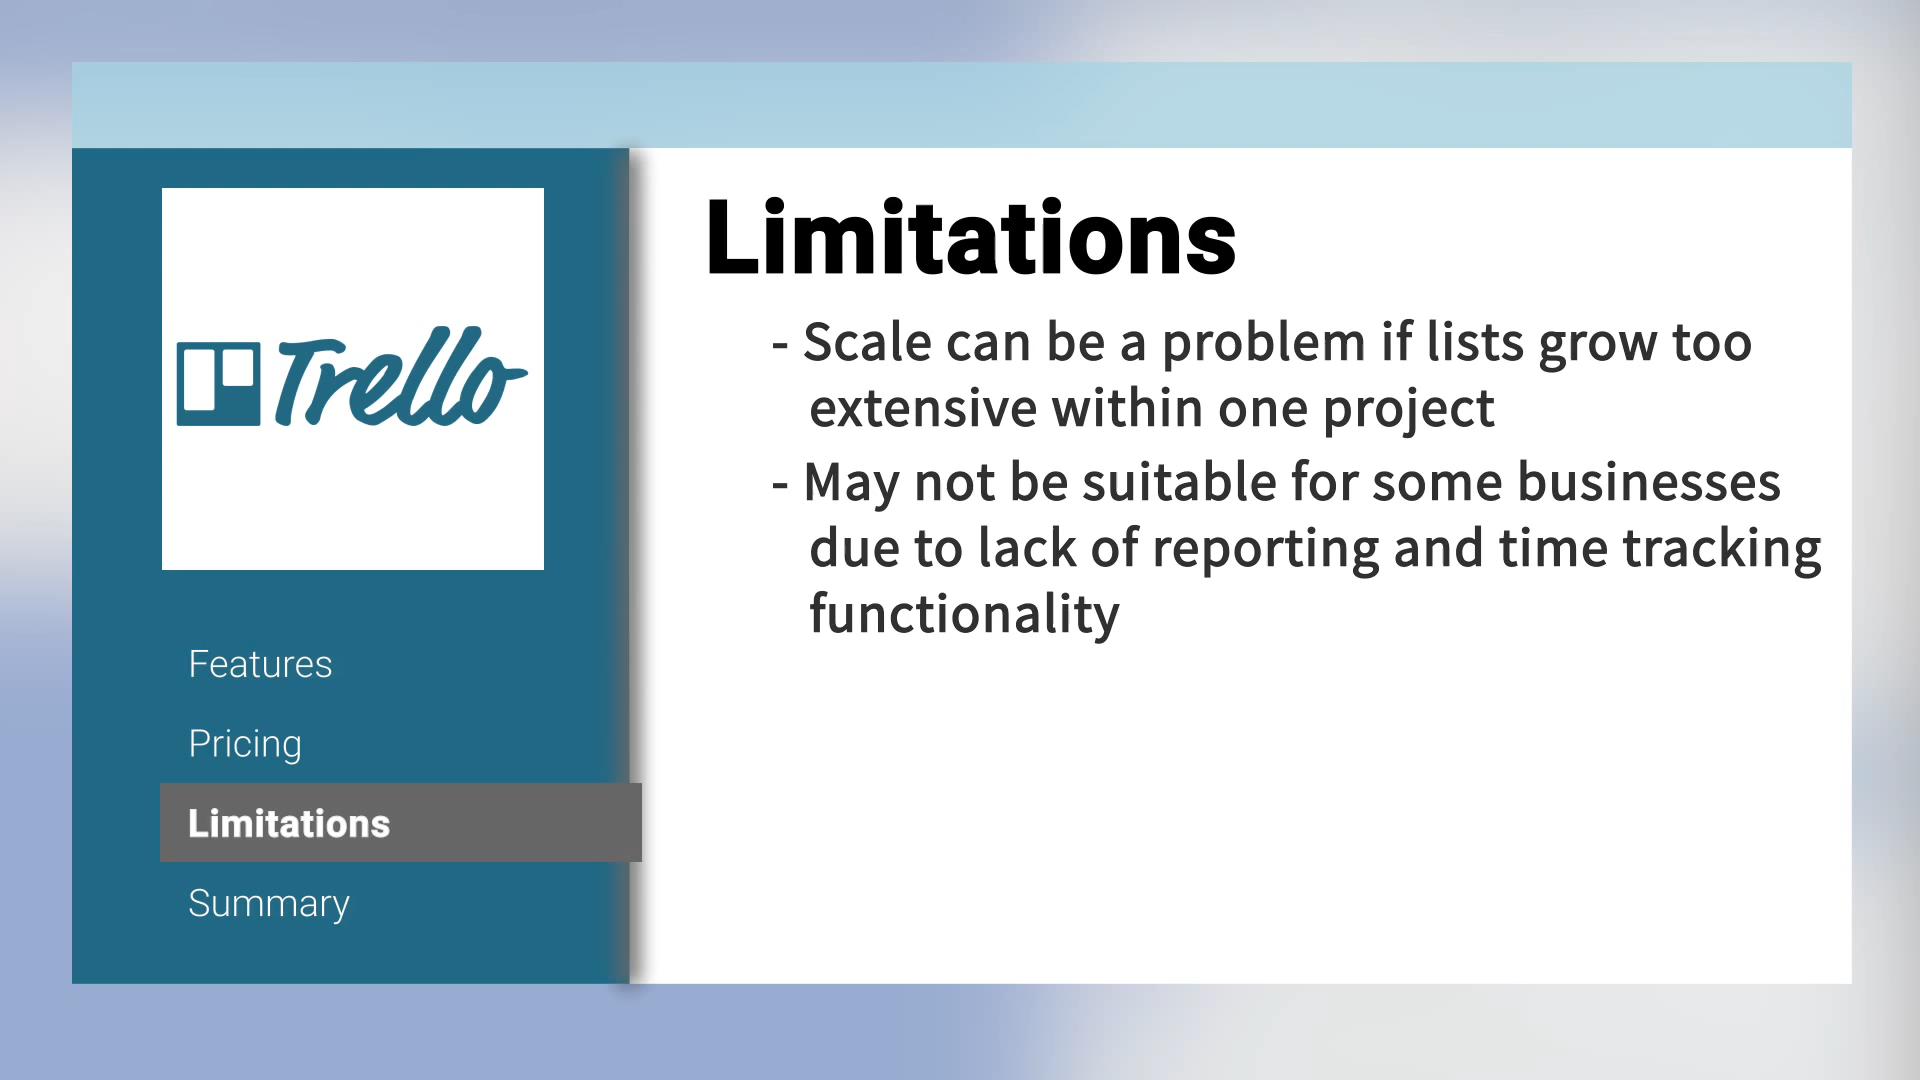 Trello
Features
Pricing
Limitations
Summary
Limitations
- Scale can be a problem if lists grow too
extensive within one project
- May not be suitable for some businesses
due to lack of reporting and time tracking
functionality